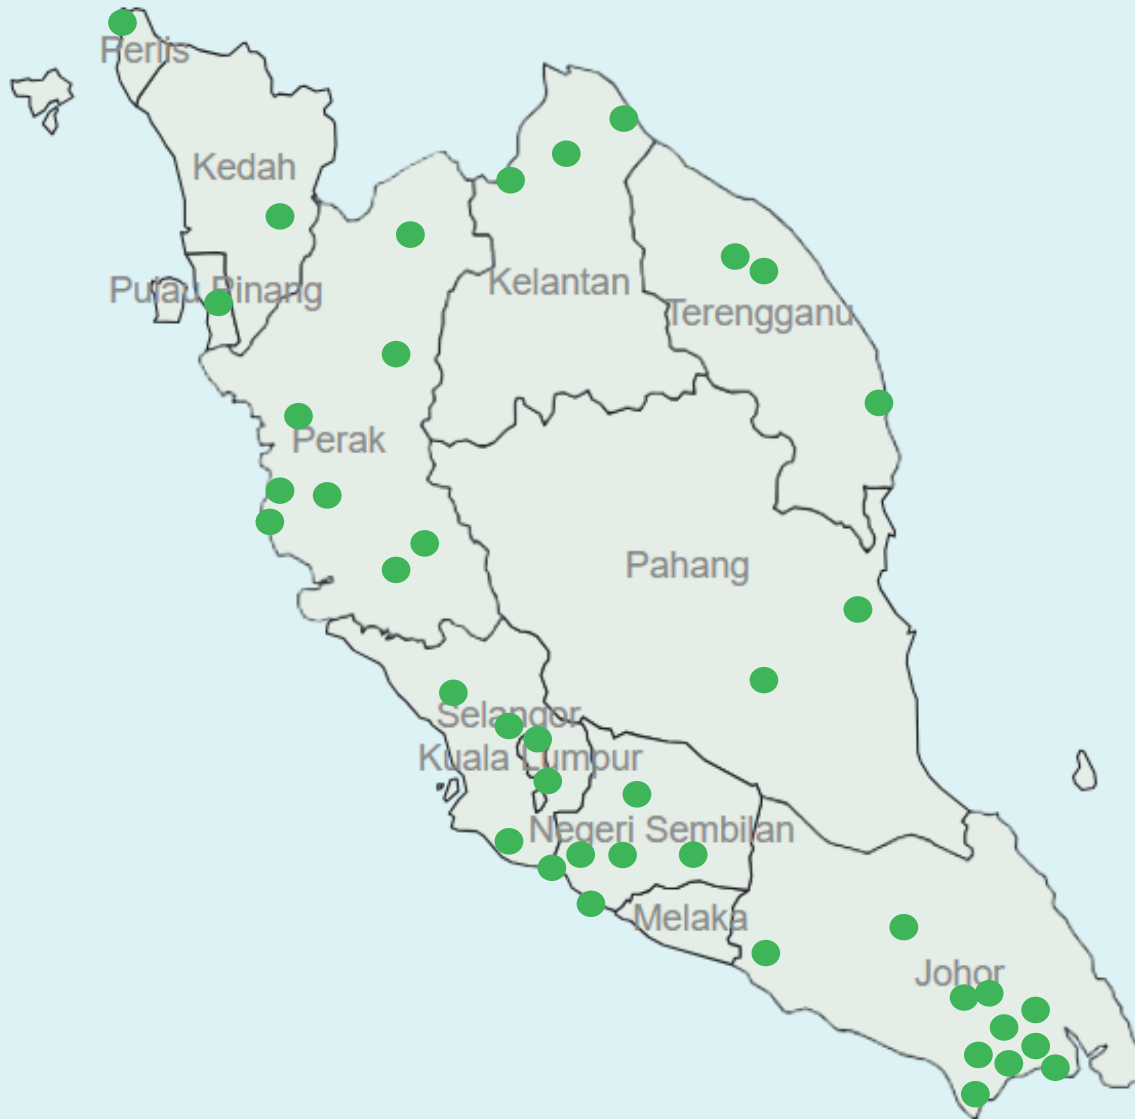 Perlis
Kedah
Pulau Pinang
Kelantan
Terengganu
Perak
Pahang
Selangor
Kuala Lumpur
Negeri Sembilan
Melaka
Johor